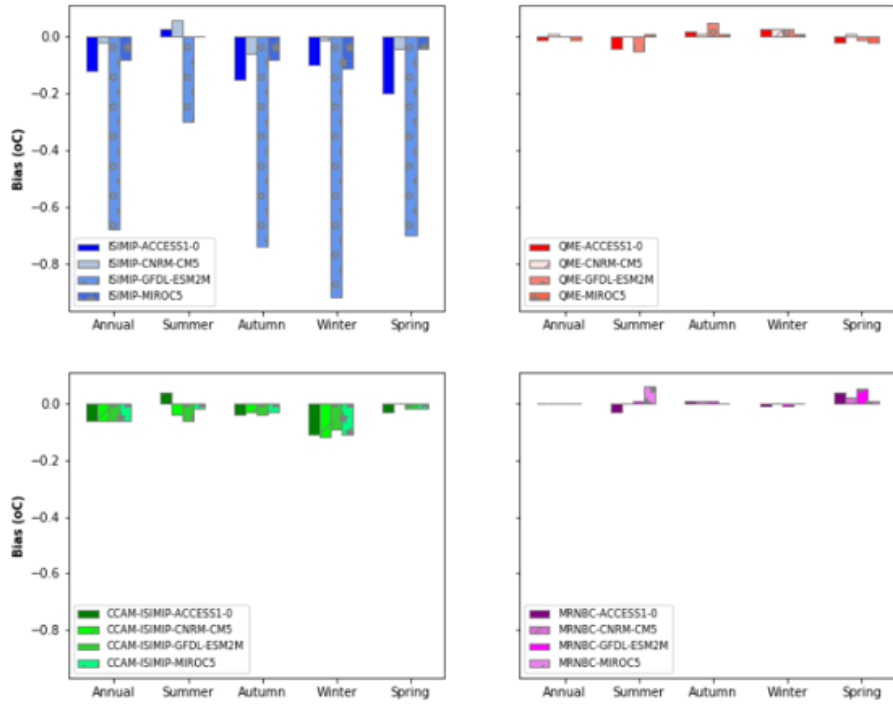 0.0
−0.2
−0.4
−0.6
−0.8
Bias (oC)
ISIMIP-ACCESS1-0
ISIMIP-CNRM-CM5
ISIMIP-GFDL-ESM2M
ISIMIP-MIROC5
Annual Summer Autumn Winter Spring
QME-ACCESS1-0
QME-CNRM-CM5
QME-GFDL-ESM2M
QME-MIROC5
Annual Summer Autumn Winter Spring
0.0
−0.2
−0.4
−0.6
−0.8
Bias (oC)
CCAM-ISIMIP-ACCESS1-0
CCAM-ISIMIP-CNRM-CM5
CCAM-ISIMIP-GFDL-ESM2M
CCAM-ISIMIP-MIROC5
Annual Summer Autumn Winter Spring
MRNBC-ACCESS1-0
MRNBC-CNRM-CM5
MRNBC-GFDL-ESM2M
MRNBC-MIROC5
Annual Summer Autumn Winter Spring